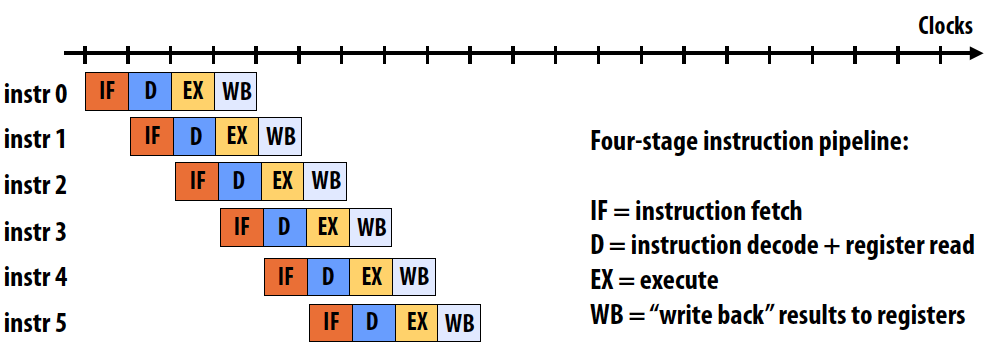 Clocks
instr 0 IF D EX WB
instr 1 IF D EX WB
instr 2 IF D EX WB
instr 3 IF D EX WB
instr 4 IF D EX WB
instr 5 IF D EX WB
Four-stage instruction pipeline:
IF = instruction fetch
D = instruction decode + register read
EX = execute
WB = “write back” results to registers